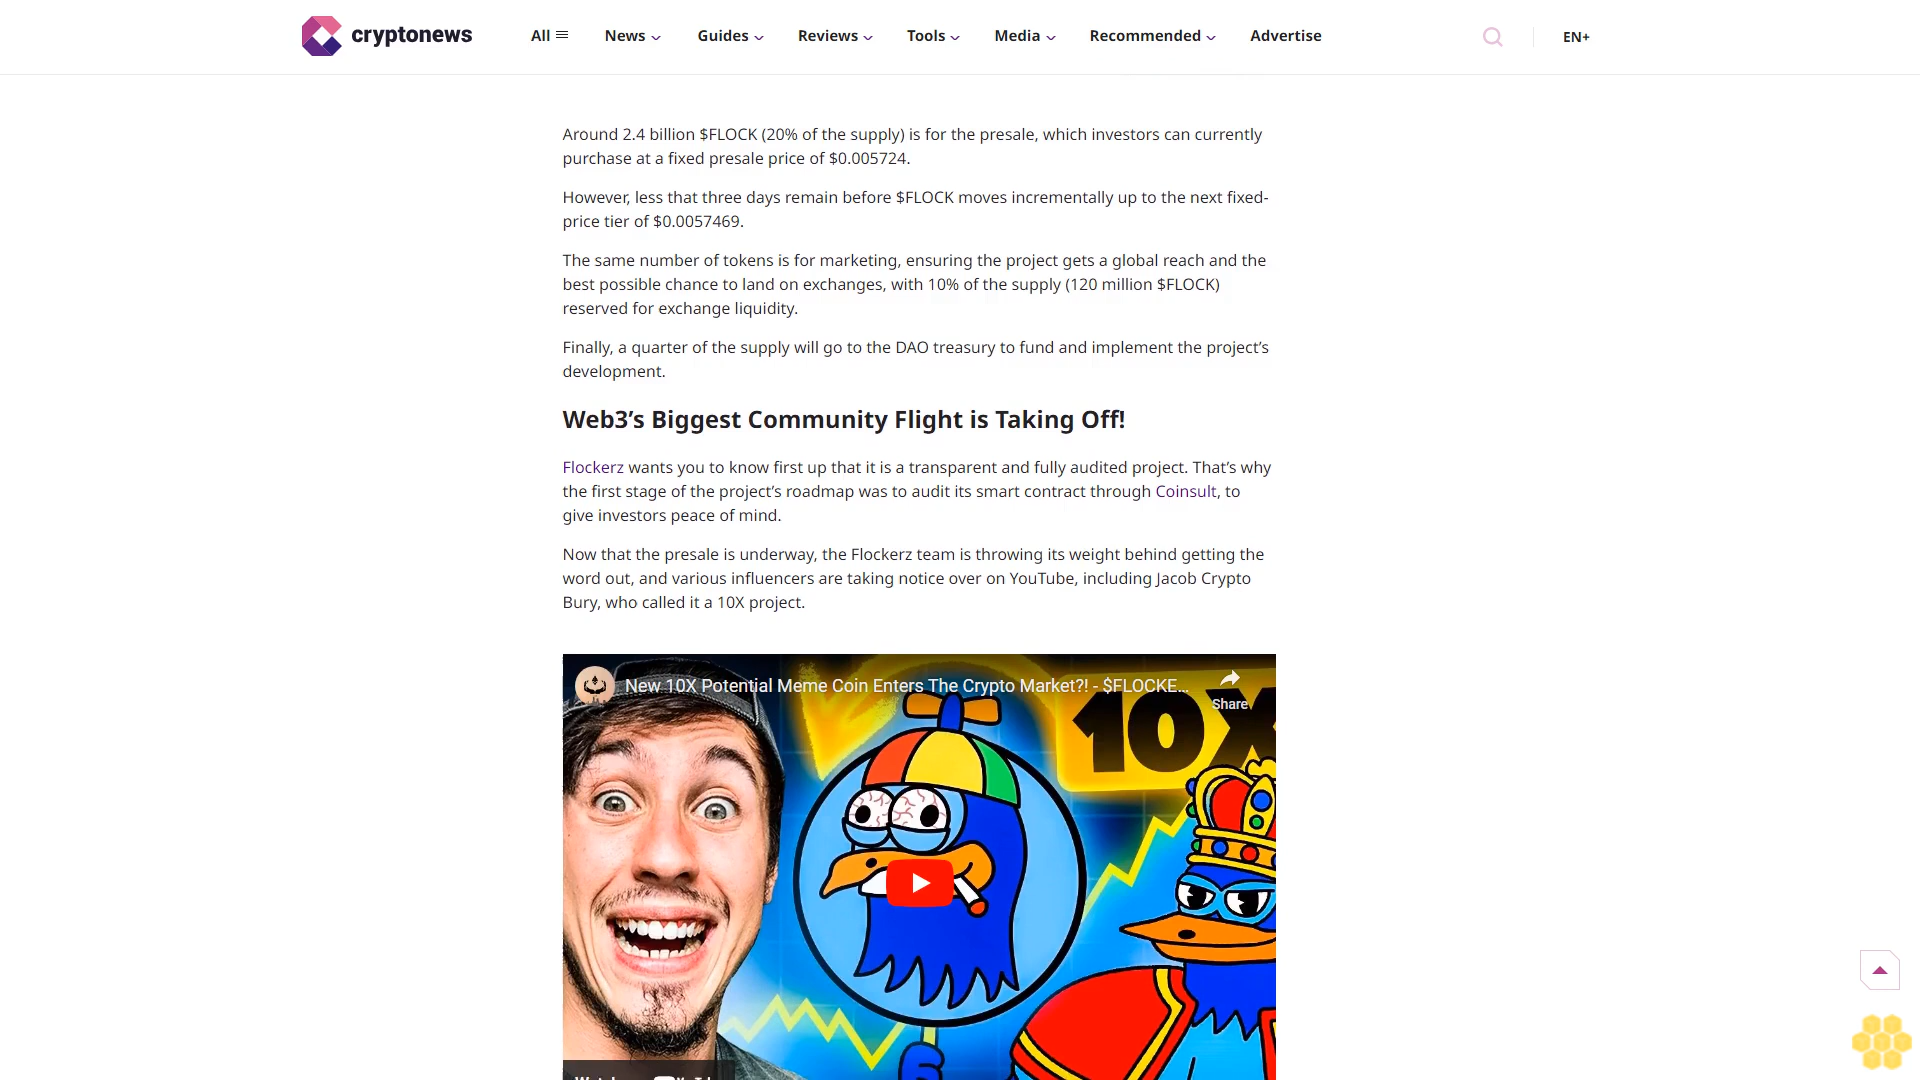 cryptonews
All
News
Guides
Reviews
Tools
Media
Recommended
Advertise
EN+
Around 2.4 billion $FLOCK (20% of the supply) is for the presale, which investors can currently
purchase at a fixed presale price of $0.005724.
However, less that three days remain before $FLOCK moves incrementally up to the next fixed-
price tier of $0.0057469.
The same number of tokens is for marketing, ensuring the project gets a global reach and the
best possible chance to land on exchanges, with 10% of the supply (120 million $FLOCK)
reserved for exchange liquidity.
Finally, a quarter of the supply will go to the DAO treasury to fund and implement the project’s
development.
Web3’s Biggest Community Flight is Taking Off!
Flockerz wants you to know first up that it is a transparent and fully audited project. That’s why
the first stage of the project’s roadmap was to audit its smart contract through Coinsult, to
give investors peace of mind.
Now that the presale is underway, the Flockerz team is throwing its weight behind getting the
word out, and various influencers are taking notice over on YouTube, including Jacob Crypto
Bury, who called it a 10X project.
New 10X Potential Meme Coin Enters The Crypto Market?! - $FLOCKE...
Share
10X